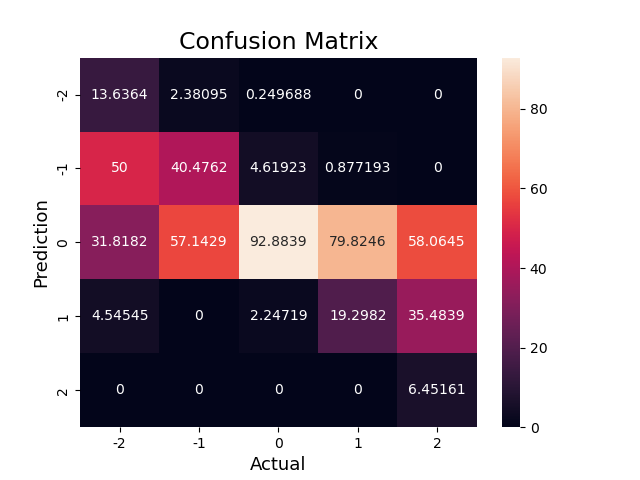 Confusion Matrix
-2 13.6364 2.38095 0.249688 0 0
-1 50 40.4762 4.61923 0.877193 0
0 31.8182 57.1429 92.8839 79.8246 58.0645
1 4.54545 0 2.24719 19.2982 35.4839
2 0 0 0 0 6.45161
-2 -1 0 1 2
Actual
Prediction
80
60
40
20
0